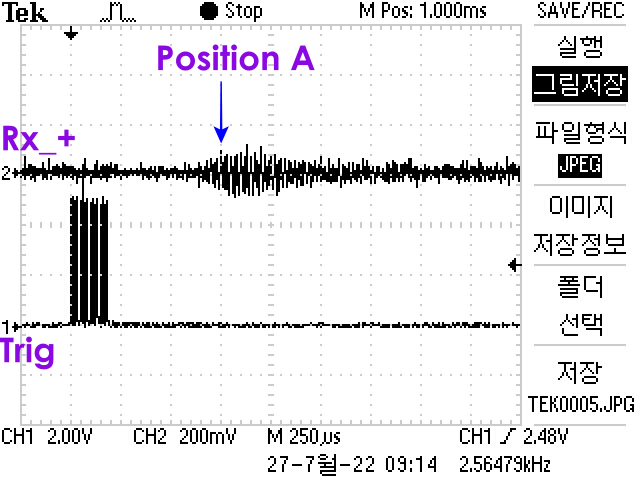 Tek Stop M Pos: 1.000ms SAVE/REC
실행
Position A
그림저장
Rx_+
파일형식
JPEG
2
이미지
저장정보
폴더
1
선택
Trig
저장
TEK0005.JPG
CH1 2.00V CH2 200mV M 250µs CH1 2.48V
27-7월-22 09:14 2.56479kHz